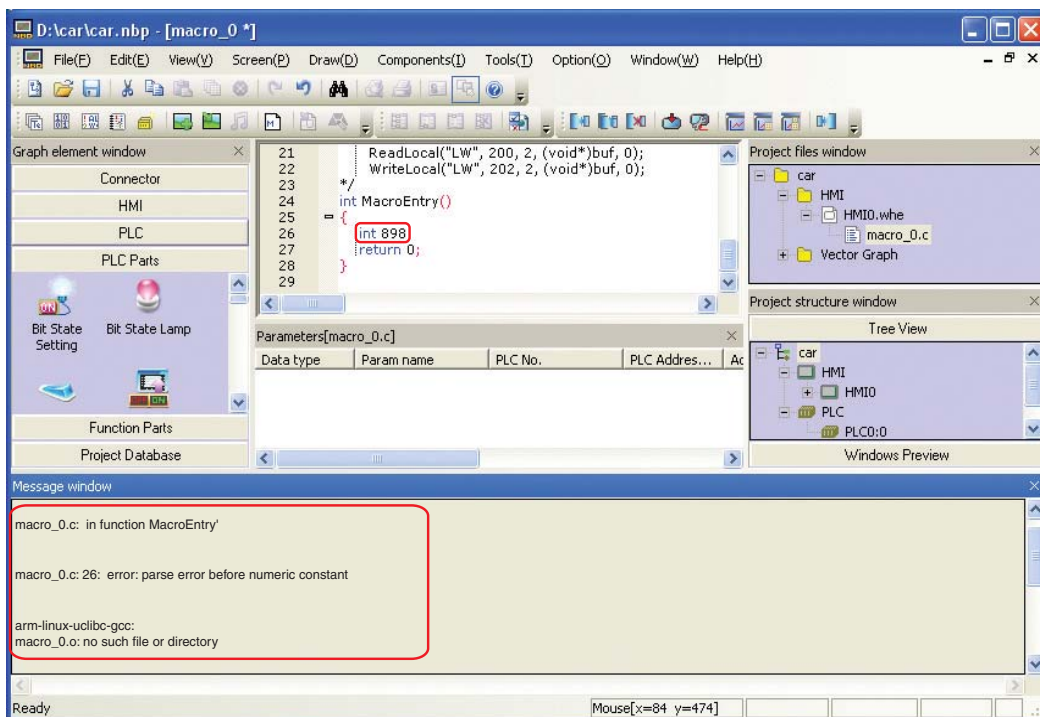 D:\car\car.nbp - [macro_0 *]
File(F) Edit(E) View(V) Screen(P) Draw(D) Components(I) Tools(T) Option(O) Window(W) Help(H)
Graph element window
Connector
HMI
PLC
PLC Parts
Bit State Setting
Bit State Lamp
Function Parts
Project Database
21 ReadLocal("LW", 200, 2, (void*)buf, 0);
22 WriteLocal("LW", 202, 2, (void*)buf, 0);
23 */
24 int MacroEntry()
25 {
26 int 898
27 return 0;
28 }
29
Parameters[macro_0.c]
Data type Param name PLC No. PLC Addres... Ac
Project files window
car
HMI
HMI0.whe
macro_0.c
Vector Graph
Project structure window
Tree View
car
HMI
HMI0
PLC
PLC0:0
Windows Preview
Message window
macro_0.c: in function MacroEntry'
macro_0.c: 26: error: parse error before numeric constant
arm-linux-uclibc-gcc:
macro_0.o: no such file or directory
Ready Mouse[x=84 y=474]